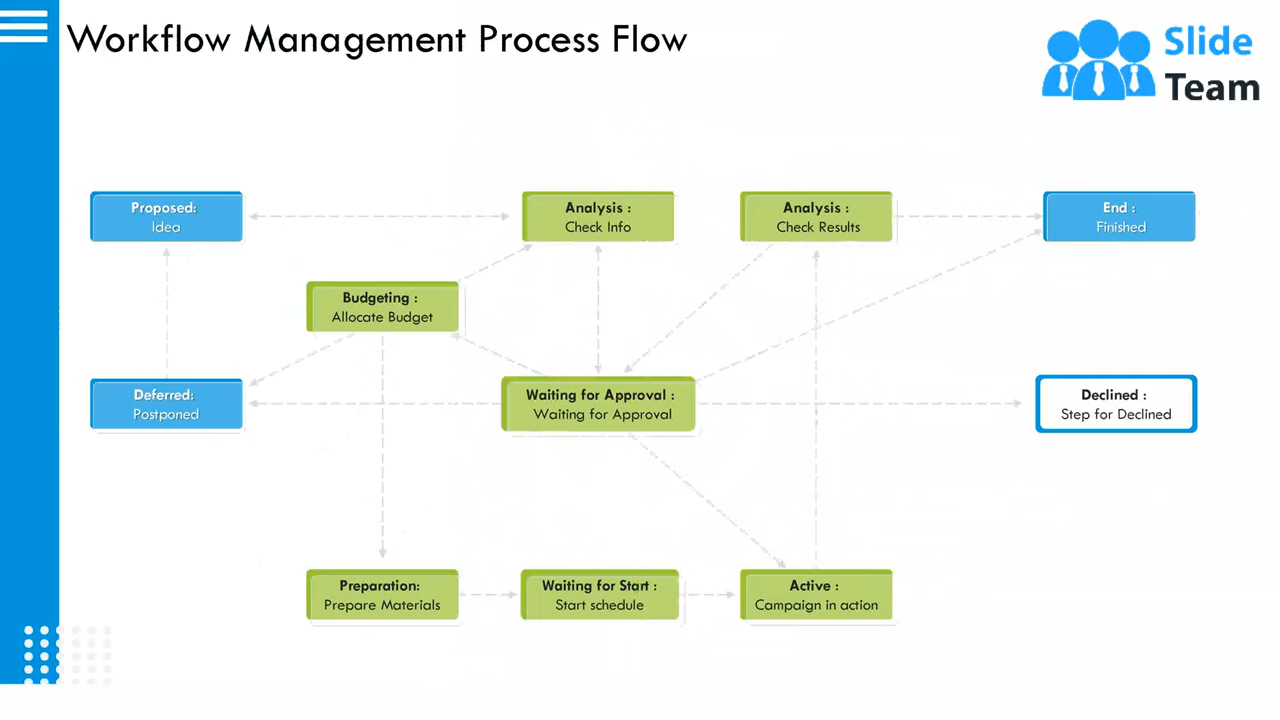 Workflow Management Process Flow
Slide
Team
Proposed:
Idea
Analysis :
Check Info
Analysis :
Check Results
End :
Finished
Budgeting :
Allocate Budget
Deferred:
Postponed
Waiting for Approval :
Waiting for Approval
Declined :
Step for Declined
Preparation:
Prepare Materials
Waiting for Start :
Start schedule
Active :
Campaign in action